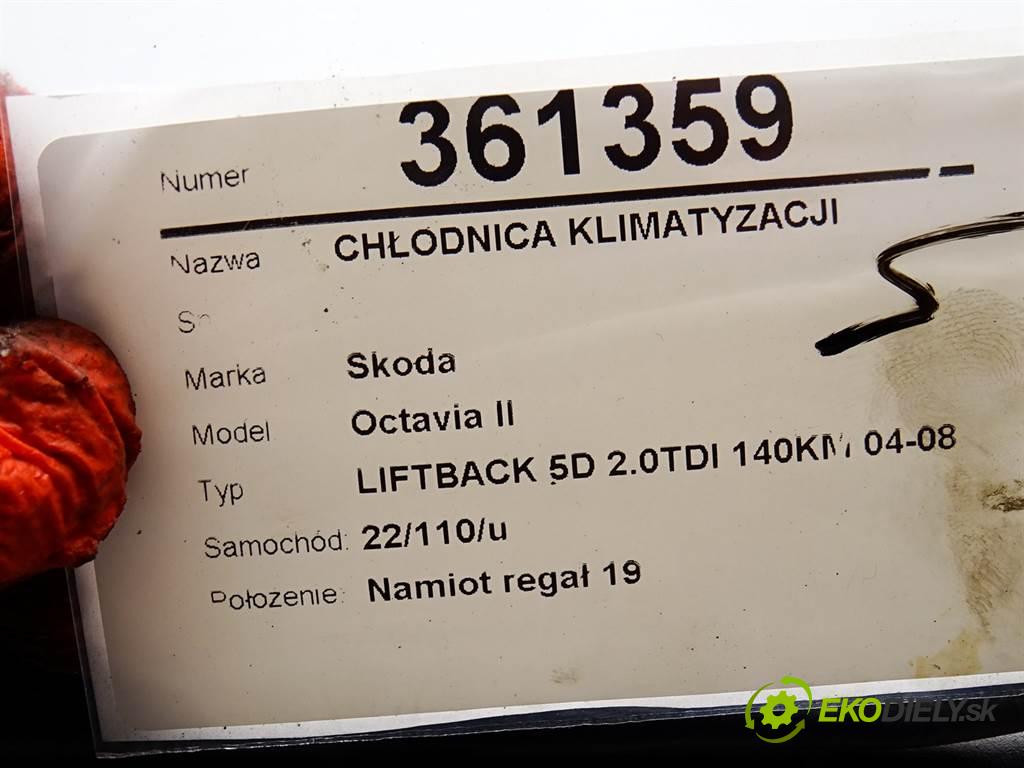 Numer 361359
Nazwa CHŁODNICA KLIMATYZACJI
Marka Skoda
Model Octavia II
Typ LIFTBACK 5D 2.0TDI 140KM 04-08
Samochód: 22/110/u
Położenie: Namiot regał 19
EKODIELY.sk